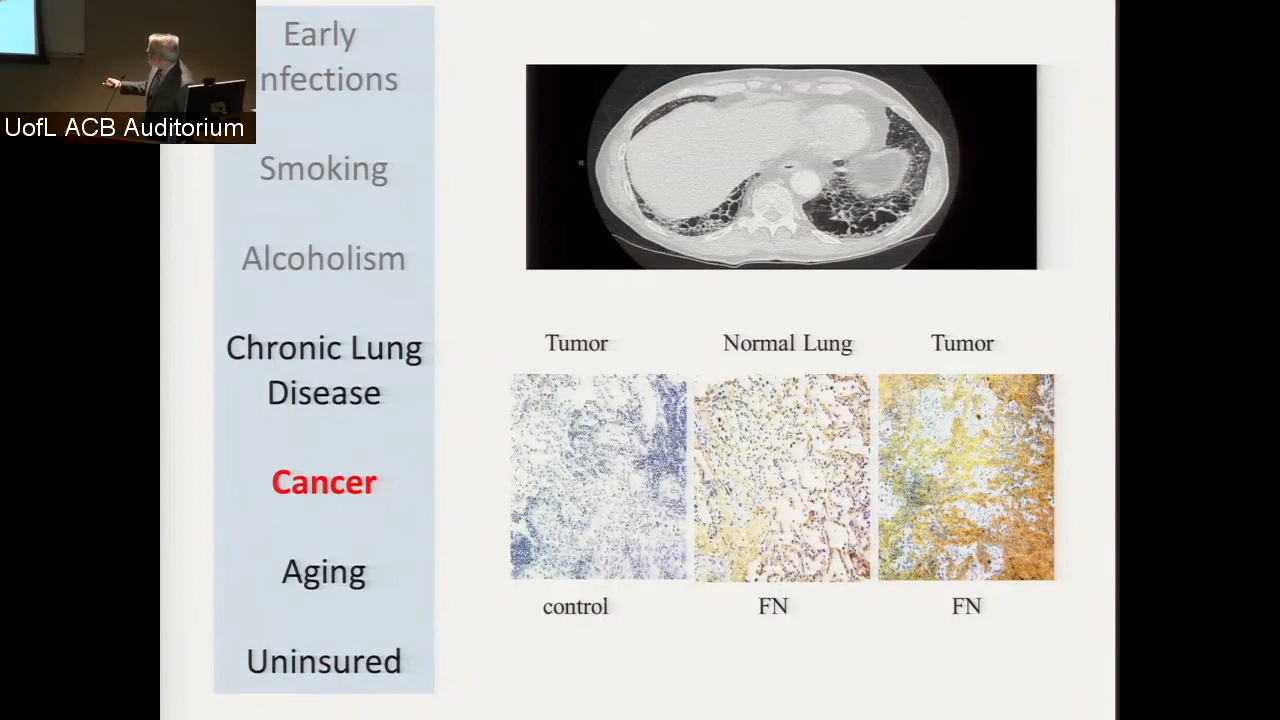 UofL ACB Auditorium
Early
nfections
Smoking
Alcoholism
Chronic Lung
Disease
Cancer
Aging
Uninsured
R
Tumor Normal Lung Tumor
control FN FN